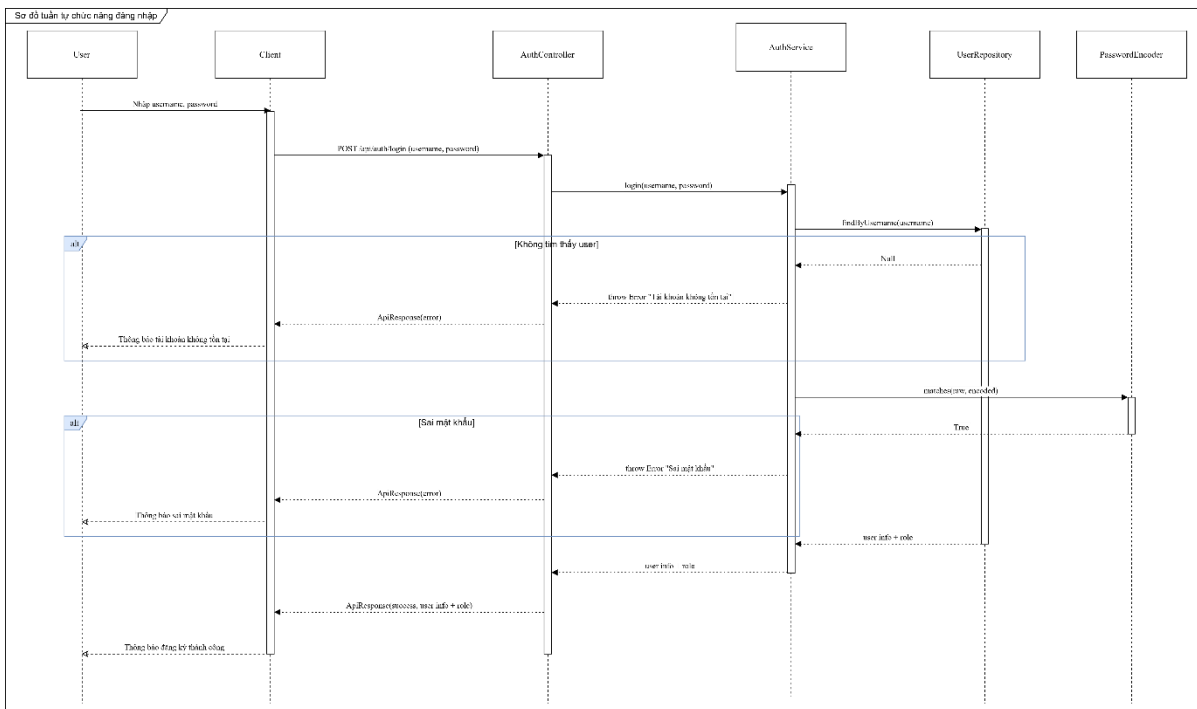 Sơ đồ tuần tự chức năng đăng nhập
User
Client
AuthController
AuthService
UserRepository
PasswordEncoder
Nhập username, password
POST /api/auth/login (username, password)
login(username, password)
findByUsername(username)
alt
[Không tìm thấy user]
Null
throw Error "Tài khoản không tồn tại"
ApiResponse(error)
Thông báo tài khoản không tồn tại
matches(raw, encoded)
alt
[Sai mật khẩu]
True
throw Error "Sai mật khẩu"
ApiResponse(error)
Thông báo sai mật khẩu
user info + role
user info + role
ApiResponse(success, user info + role)
Thông báo đăng ký thành công